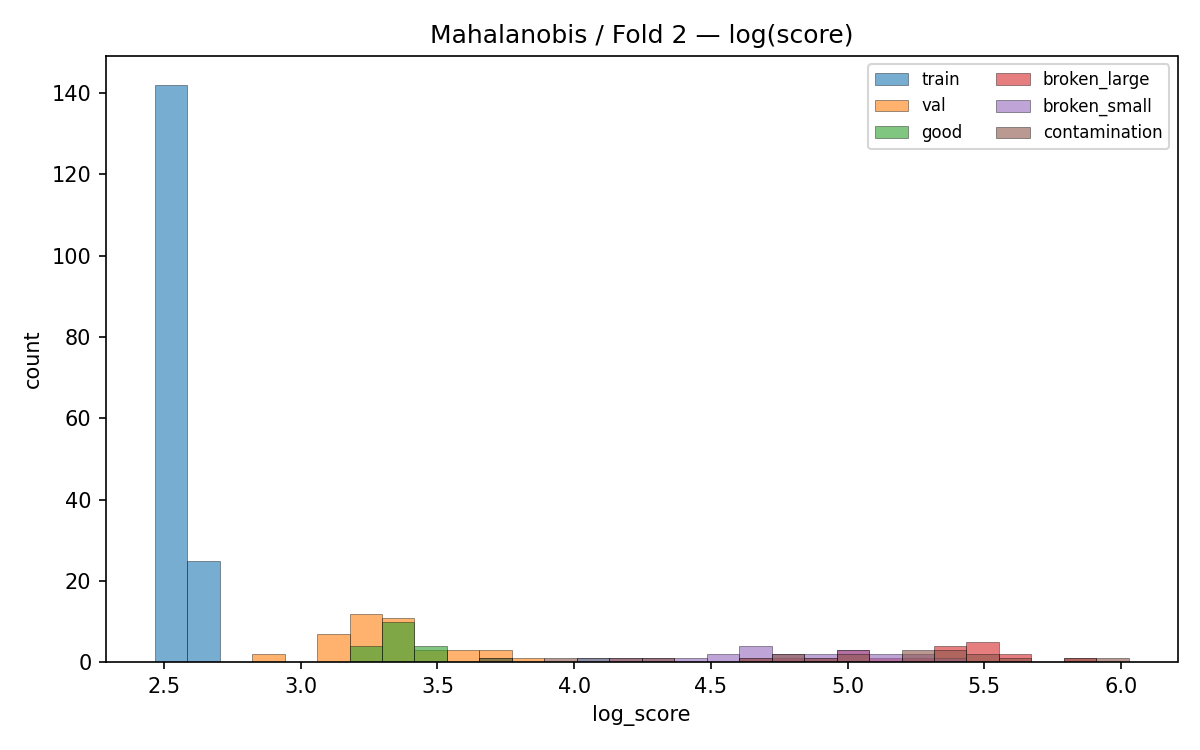 Mahalanobis / Fold 2 — log(score)
train
val
good
broken_large
broken_small
contamination
count
140
120
100
80
60
40
20
0
2.5 3.0 3.5 4.0 4.5 5.0 5.5 6.0
log_score